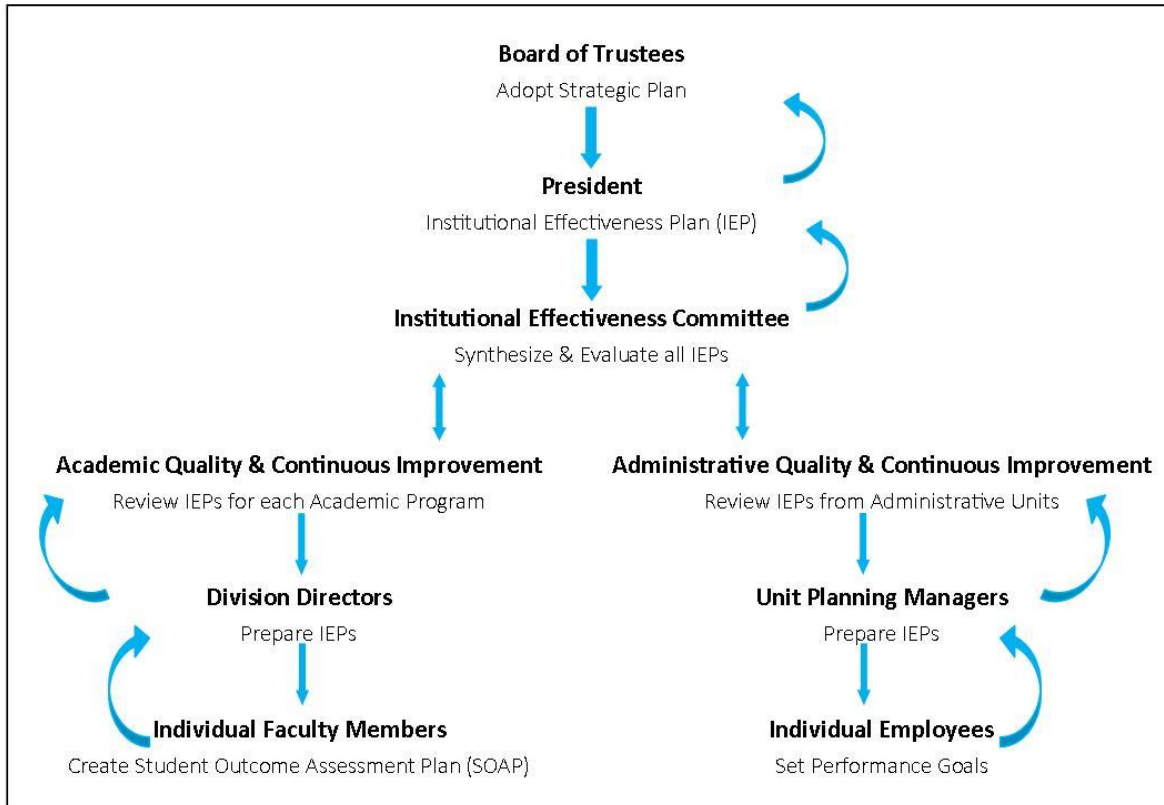 Board of Trustees
Adopt Strategic Plan
President
Institutional Effectiveness Plan (IEP)
Institutional Effectiveness Committee
Synthesize & Evaluate all IEPs
Academic Quality & Continuous Improvement
Review IEPs for each Academic Program
Administrative Quality & Continuous Improvement
Review IEPs from Administrative Units
Division Directors
Prepare IEPs
Unit Planning Managers
Prepare IEPs
Individual Faculty Members
Create Student Outcome Assessment Plan (SOAP)
Individual Employees
Set Performance Goals